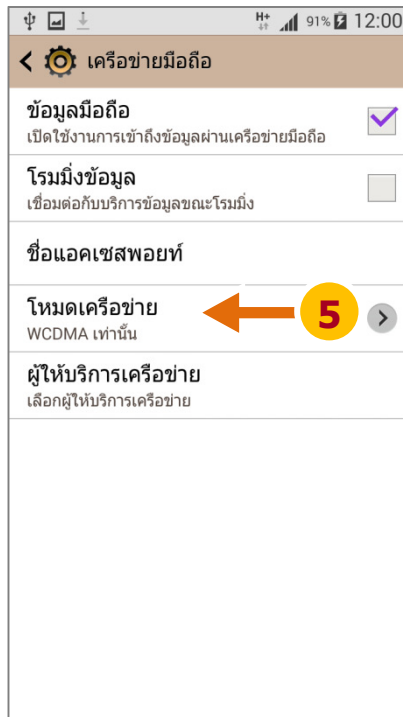 H+ 91% 12:00
เครือข่ายมือถือ
ข้อมูลมือถือ
เปิดใช้งานการเข้าถึงข้อมูลผ่านเครือข่ายมือถือ
โรมมิ่งข้อมูล
เชื่อมต่อกับบริการข้อมูลขณะโรมมิ่ง
ชื่อแอคเซสพอยท์
โหมดเครือข่าย
5
WCDMA เท่านั้น
ผู้ให้บริการเครือข่าย
เลือกผู้ให้บริการเครือข่าย